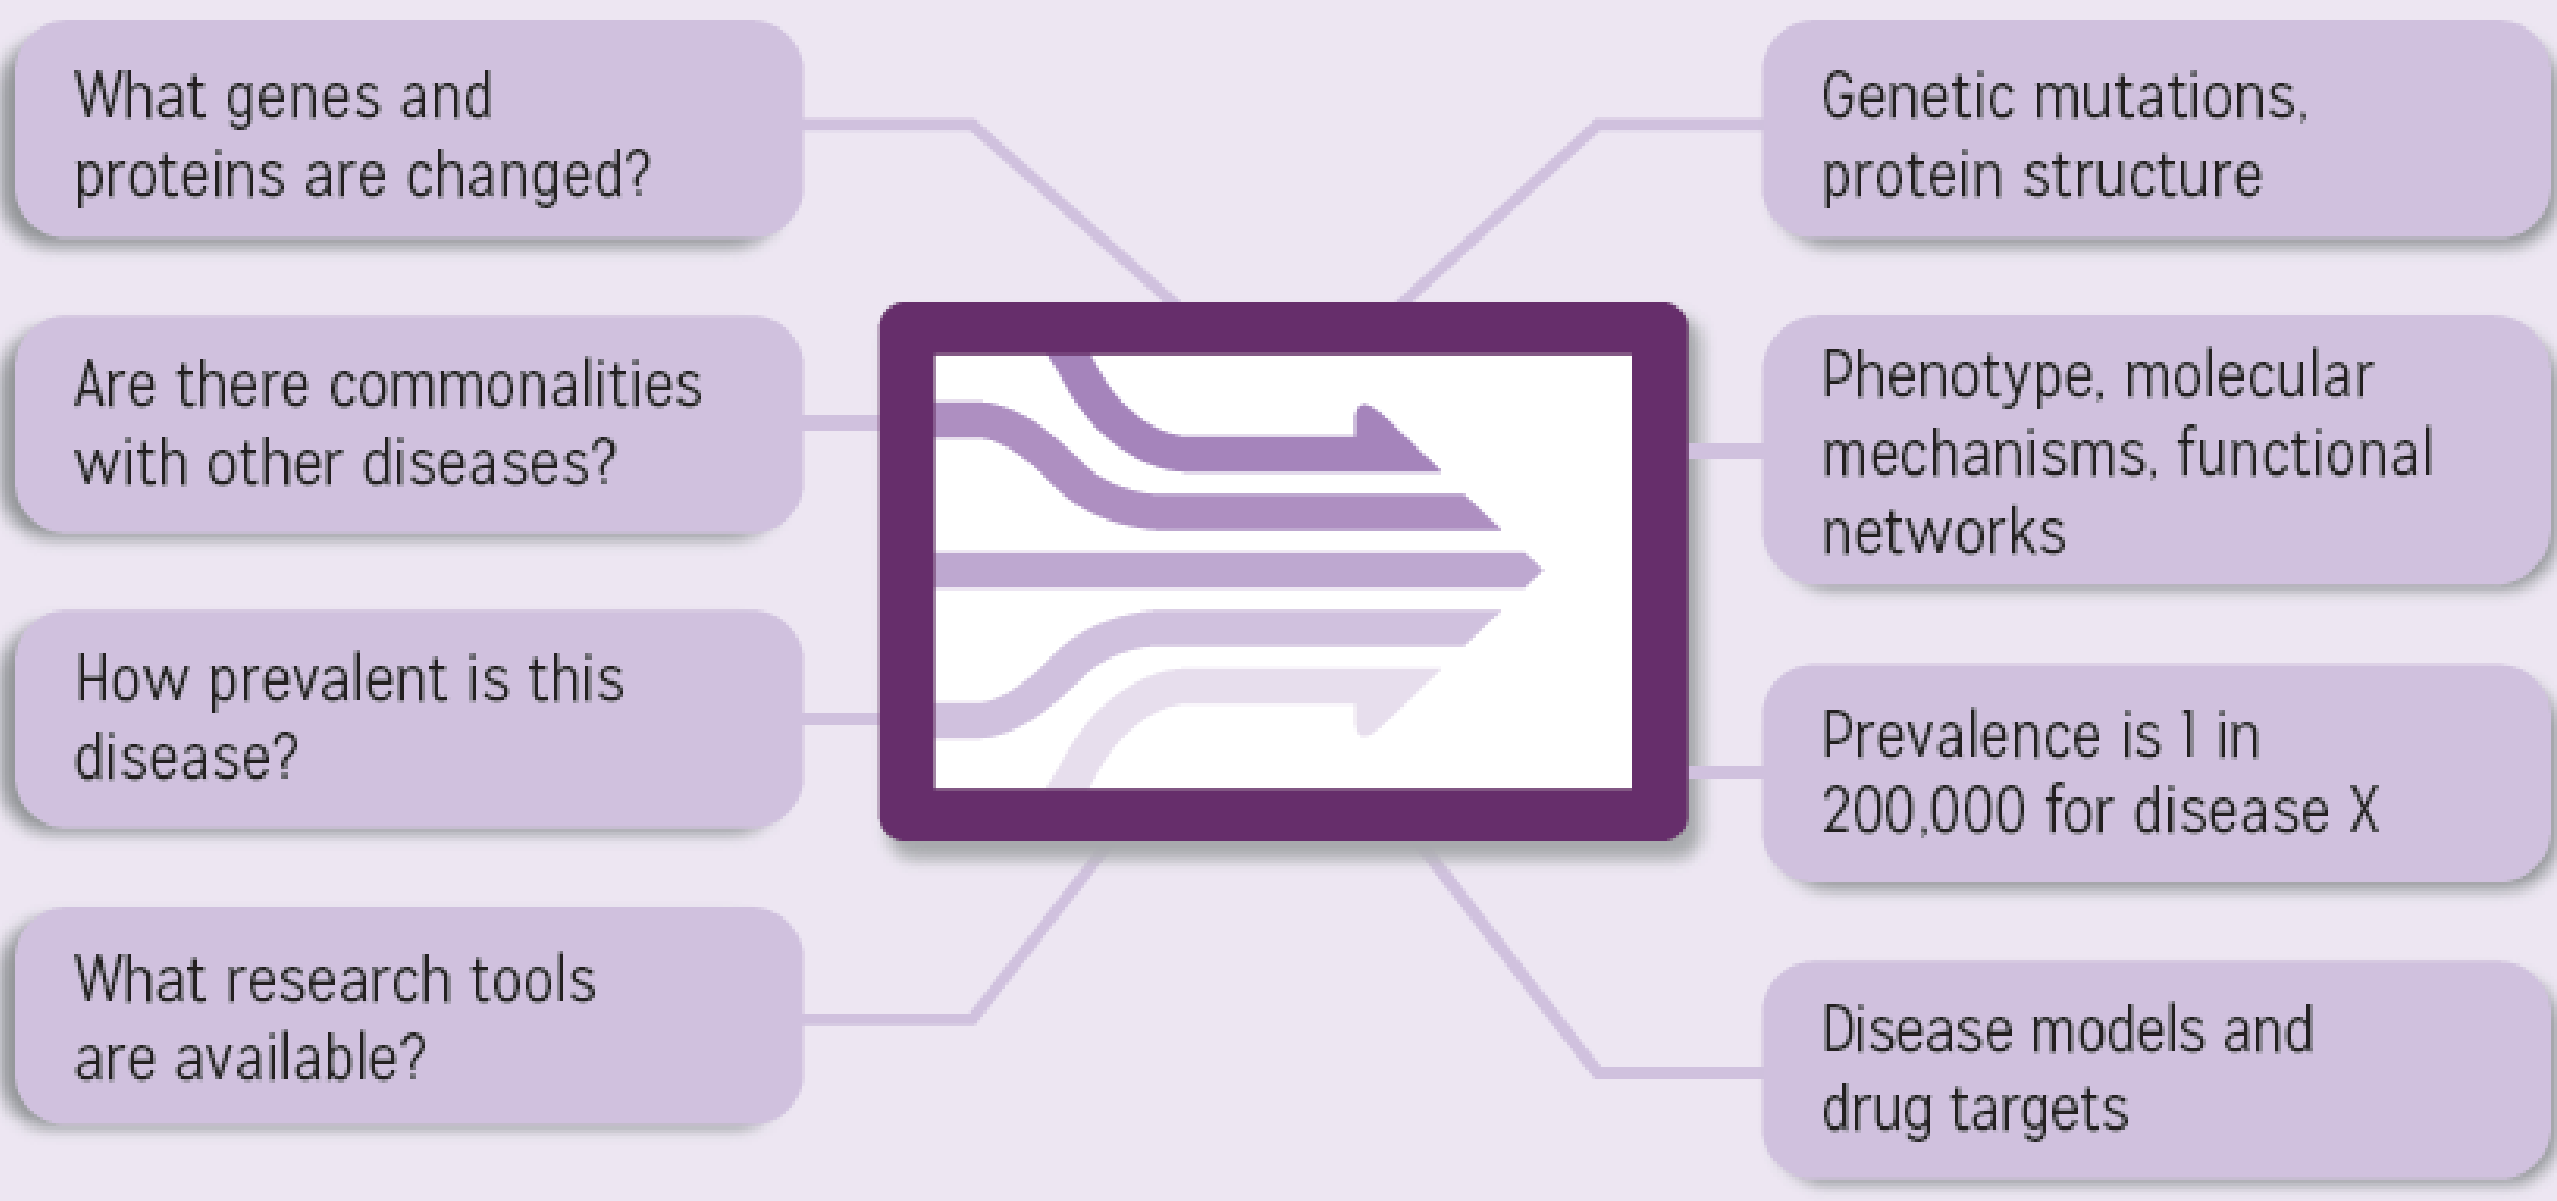 What genes and
proteins are changed?
Are there commonalities
with other diseases?
How prevalent is this
disease?
What research tools
are available?
Genetic mutations,
protein structure
Phenotype, molecular
mechanisms, functional
networks
Prevalence is 1 in
200,000 for disease X
Disease models and
drug targets